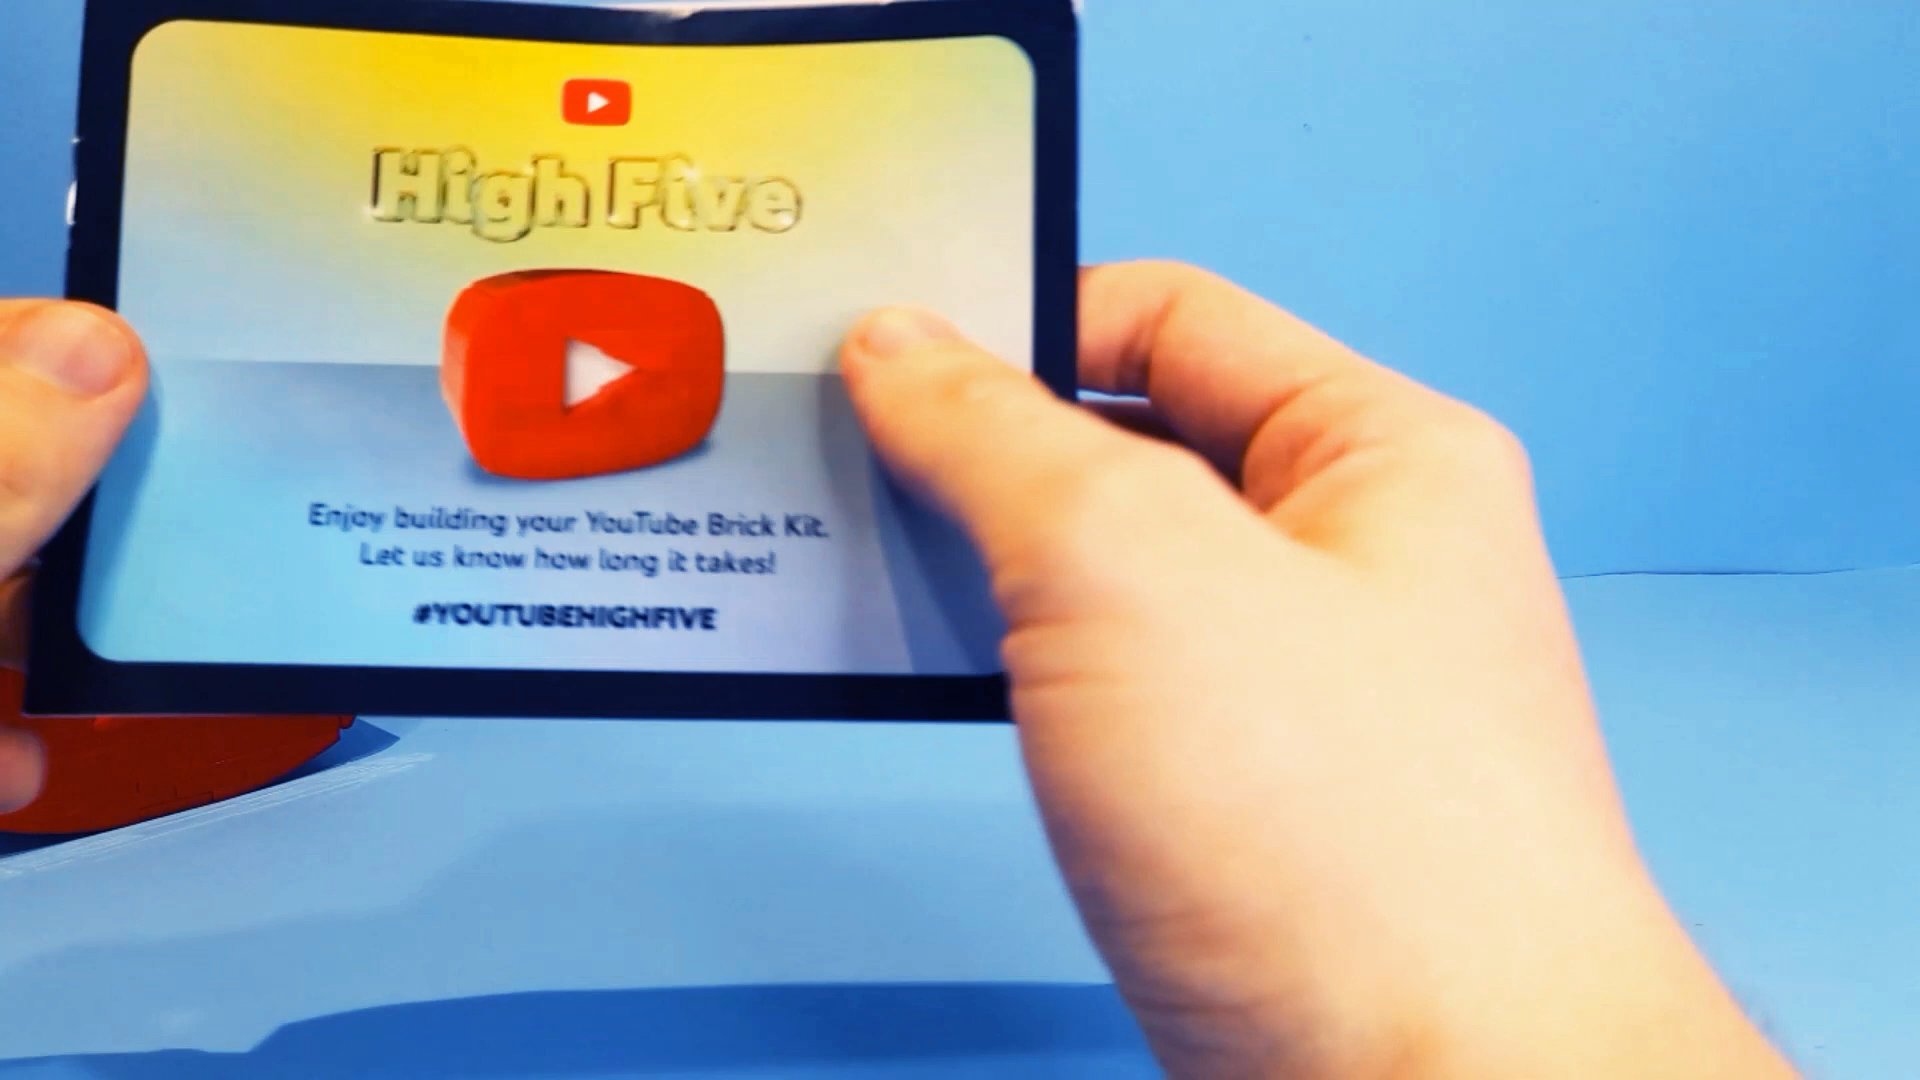 High Five
Enjoy building your YouTube Brick Kit.
Let us know how long it takes!
#YOUTUBEHIGHFIVE